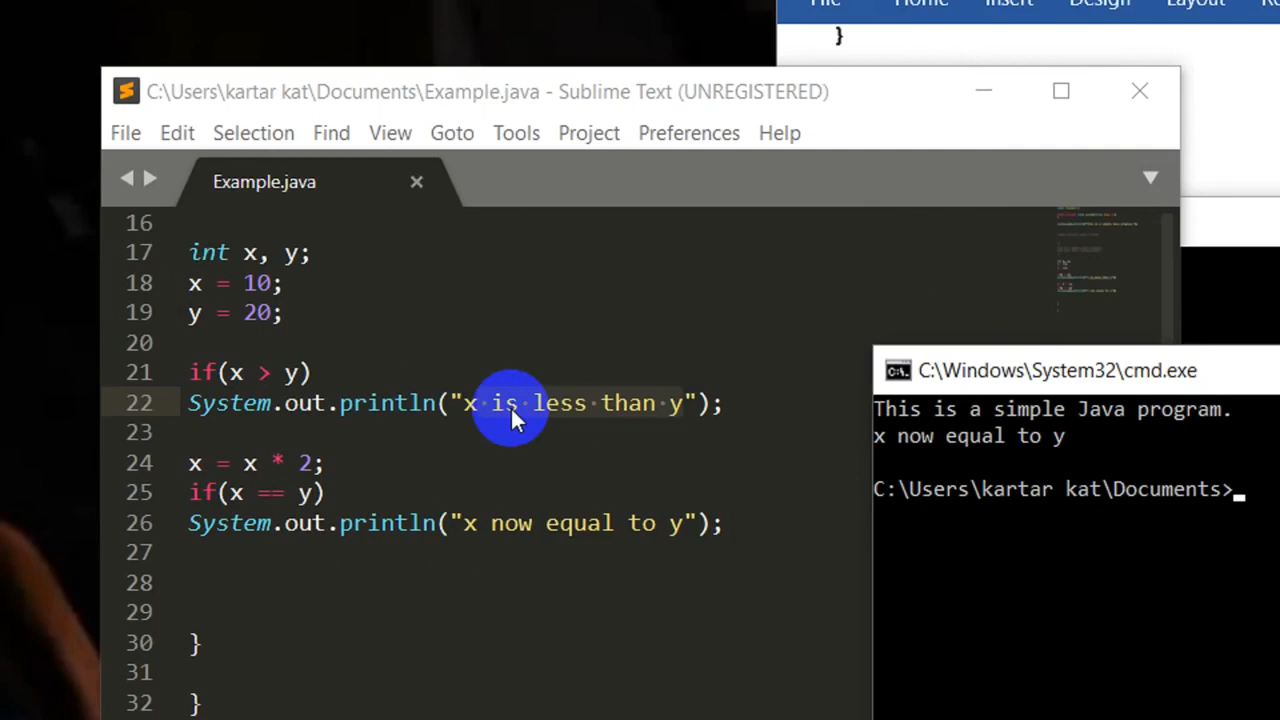 File Home Insert Design Layout
}
C:\Users\kartar kat\Documents\Example.java - Sublime Text (UNREGISTERED)
File Edit Selection Find View Goto Tools Project Preferences Help
Example.java
16
17 int x, y;
18 x = 10;
19 y = 20;
20
21 if(x > y)
22 System.out.println("x is less than y");
23
24 x = x * 2;
25 if(x == y)
26 System.out.println("x now equal to y");
27
28
29
30 }
31
32 }
C:\Windows\System32\cmd.exe
This is a simple Java program.
x now equal to y
C:\Users\kartar kat\Documents>